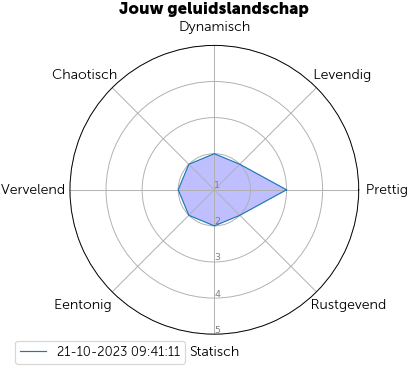 Jouw geluidslandschap
Dynamisch
Chaotisch
Levendig
Vervelend
1
Prettig
2
3
Eentonig
4
Rustgevend
5
21-10-2023 09:41:11
Statisch